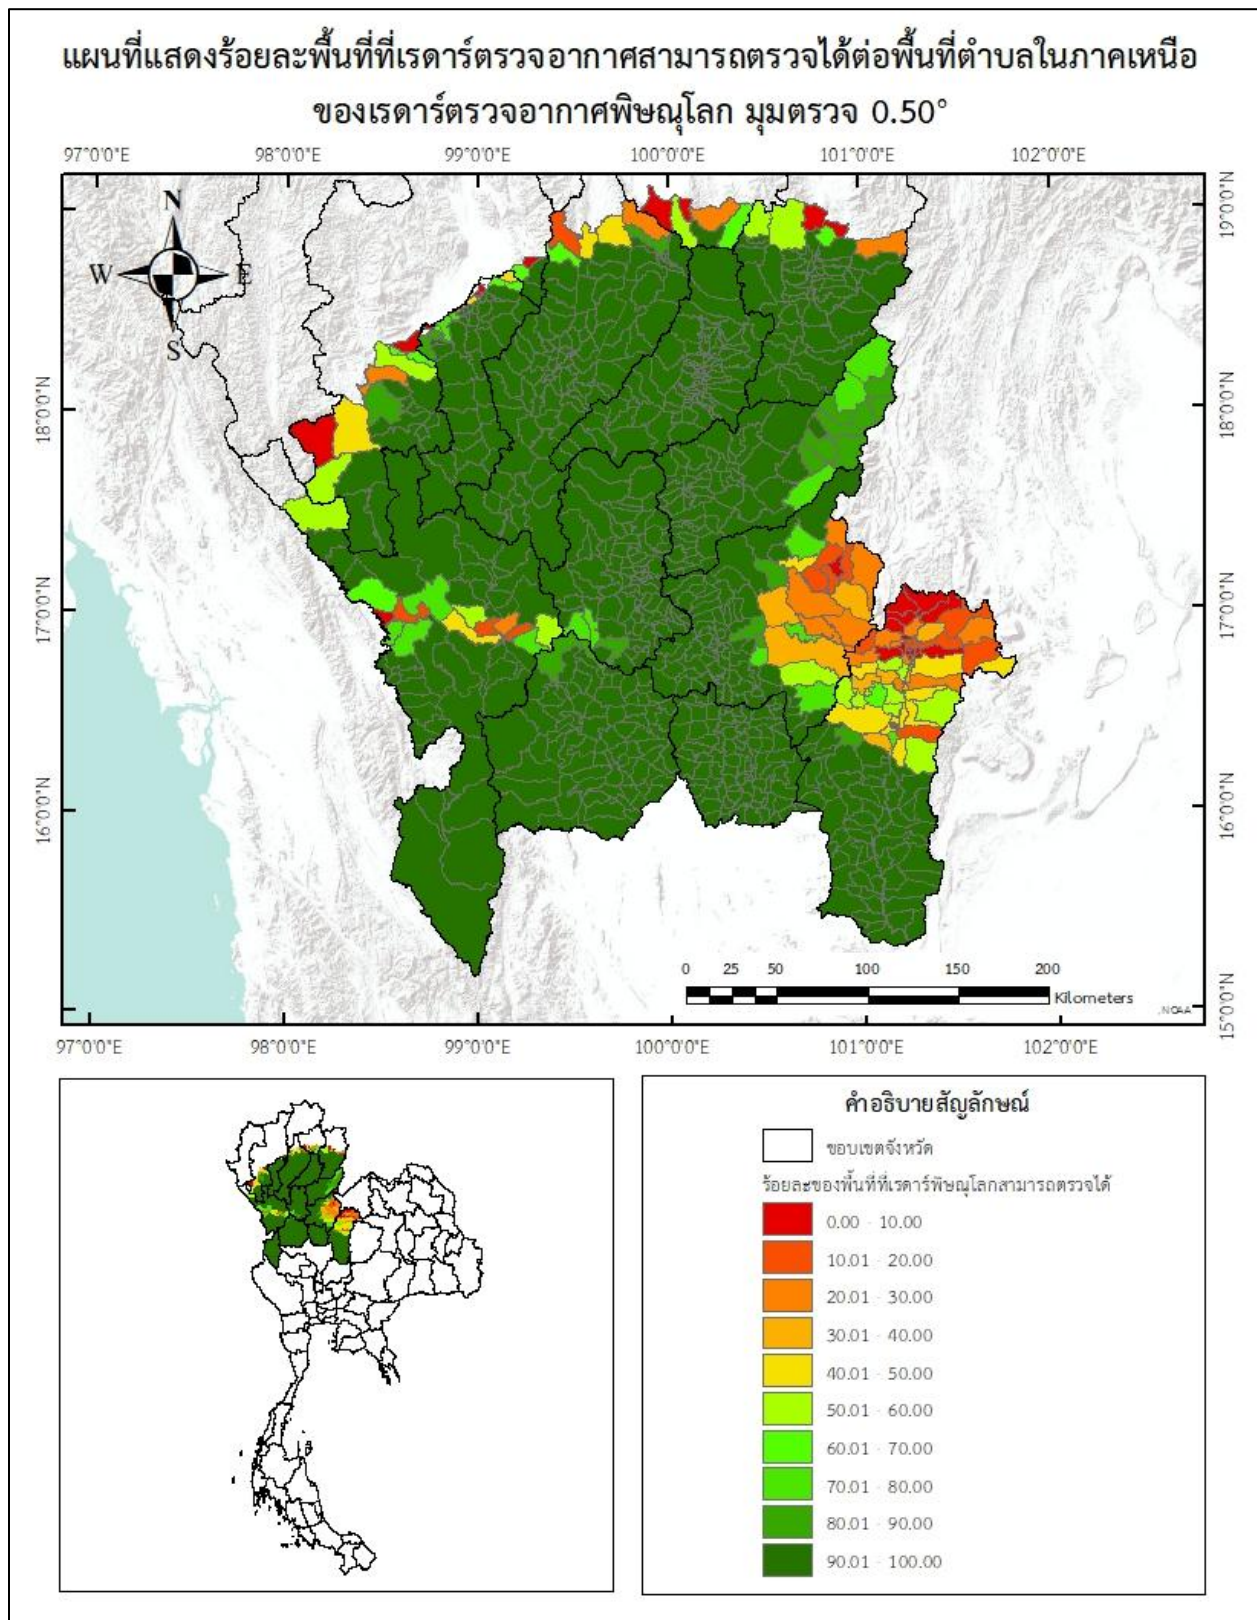 แผนที่แสดงร้อยละพื้นที่ที่เรดาร์ตรวจอากาศสามารถตรวจได้ต่อพื้นที่ตำบลในภาคเหนือ
ของเรดาร์ตรวจอากาศพิษณุโลก มุมตรวจ 0.50°
97°0'0"E 98°0'0"E 99°0'0"E 100°0'0"E 101°0'0"E 102°0'0"E
N
W E
S
19°0'0"N
18°0'0"N 18°0'0"N
17°0'0"N 17°0'0"N
16°0'0"N 16°0'0"N
15°0'0"N
0 25 50 100 150 200
Kilometers
, NOAA
97°0'0"E 98°0'0"E 99°0'0"E 100°0'0"E 101°0'0"E 102°0'0"E
คำอธิบายสัญลักษณ์
ขอบเขตจังหวัด
ร้อยละของพื้นที่ที่เรดาร์พิษณุโลกสามารถตรวจได้
0.00 - 10.00
10.01 - 20.00
20.01 - 30.00
30.01 - 40.00
40.01 - 50.00
50.01 - 60.00
60.01 - 70.00
70.01 - 80.00
80.01 - 90.00
90.01 - 100.00